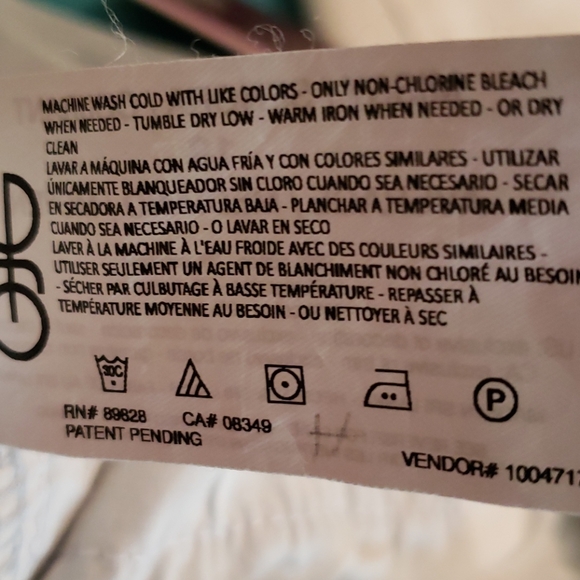 MACHINE WASH COLD WITH LIKE COLORS - ONLY NON-CHLORINE BLEACH
WHEN NEEDED - TUMBLE DRY LOW - WARM IRON WHEN NEEDED - OR DRY
CLEAN
LAVAR A MÁQUINA CON AGUA FRÍA Y CON COLORES SIMILARES - UTILIZAR
ÚNICAMENTE BLANQUEADOR SIN CLORO CUANDO SEA NECESARIO - SECAR
EN SECADORA A TEMPERATURA BAJA - PLANCHAR A TEMPERATURA MEDIA
CUANDO SEA NECESARIO - O LAVAR EN SECO
LAVER À LA MACHINE À L'EAU FROIDE AVEC DES COULEURS SIMILAIRES -
UTILISER SEULEMENT UN AGENT DE BLANCHIMENT NON CHLORÉ AU BESOIN
- SÉCHER PAR CULBUTAGE À BASSE TEMPÉRATURE - REPASSER À
TEMPÉRATURE MOYENNE AU BESOIN - OU NETTOYER À SEC
30C P
RN# 89828 CA# 08349
PATENT PENDING
VENDOR# 1004717